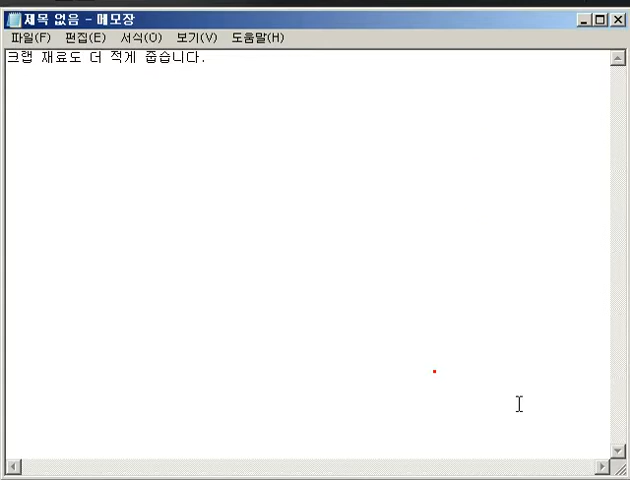 제목 없음 - 메모장
파일(F) 편집(E) 서식(O) 보기(V) 도움말(H)
크랩 재료도 더 적게 줍습니다.